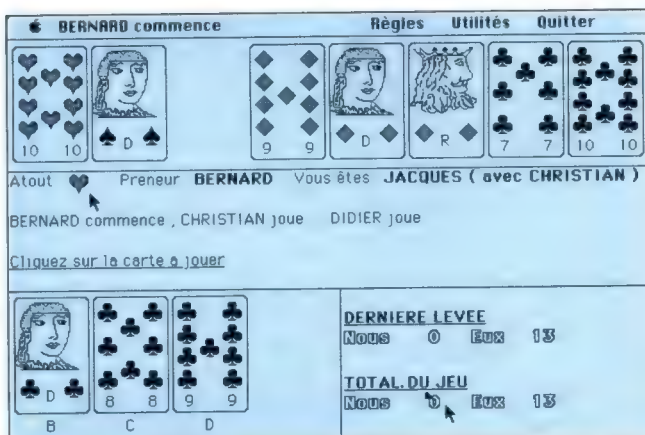 BERNARD commence Règles Utilités Quitter
10 10 D 9 9 D R 7 7 10 10
Atout Preneur BERNARD Vous êtes JACQUES ( avec CHRISTIAN )
BERNARD commence , CHRISTIAN joue DIDIER joue
Cliquez sur la carte a jouer
D 8 8 9 9
B C D
DERNIERE LEVEE
Nous 0 Eux 13
TOTAL DU JEU
Nous 0 Eux 13